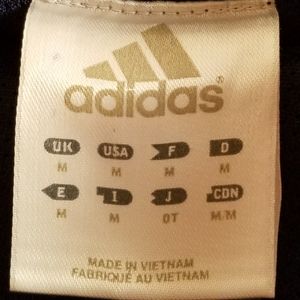 adidas®
UK USA F D
M M M M
E I J CDN
M M OT M/M
MADE IN VIETNAM
FABRIQUÉ AU VIETNAM